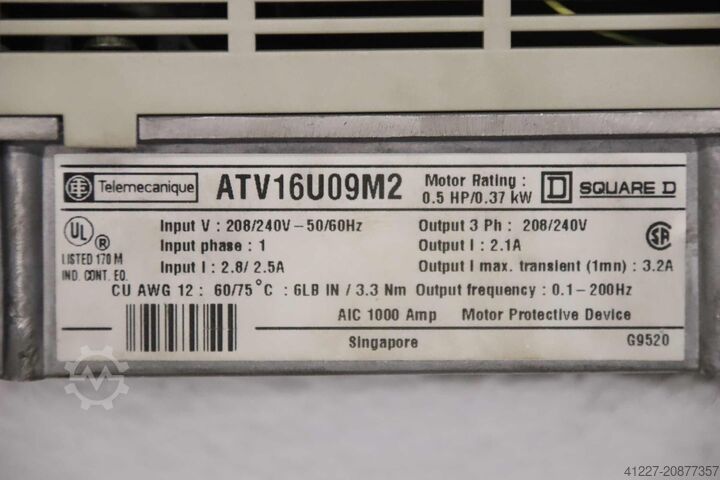 Telemecanique ATV16U09M2 Motor Rating : 0.5 HP/0.37 kW D SQUARE D
UL ® LISTED 170 M IND. CONT. EQ.
Input V : 208/240V – 50/60Hz Output 3 Ph : 208/240V
Input phase : 1 Output I : 2.1A
Input I : 2.8/ 2.5A Output I max. transient (1mn) : 3.2A
SA
CU AWG 12 : 60/75°C : 6LB IN / 3.3 Nm Output frequency : 0.1–200Hz
AIC 1000 Amp Motor Protective Device
Singapore G9520
41227-20877357